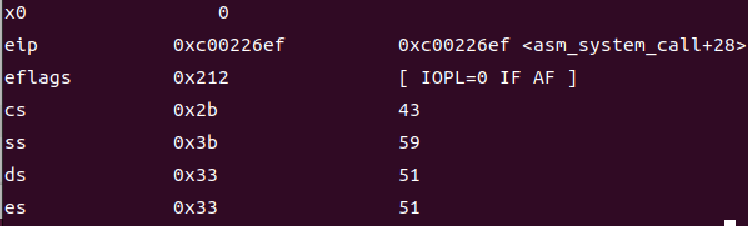 x0 0
eip 0xc00226ef 0xc00226ef <asm_system_call+28>
eflags 0x212 [ IOPL=0 IF AF ]
cs 0x2b 43
ss 0x3b 59
ds 0x33 51
es 0x33 51